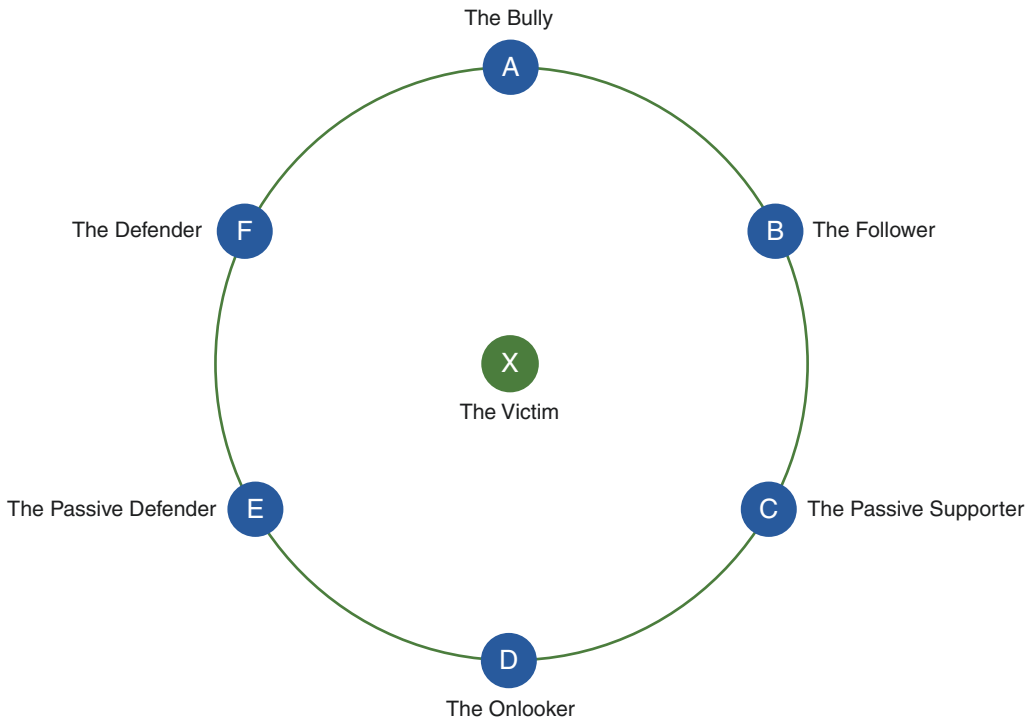 The Bully
A
The Defender
F
B
The Follower
X
The Victim
The Passive Defender
E
C
The Passive Supporter
D
The Onlooker